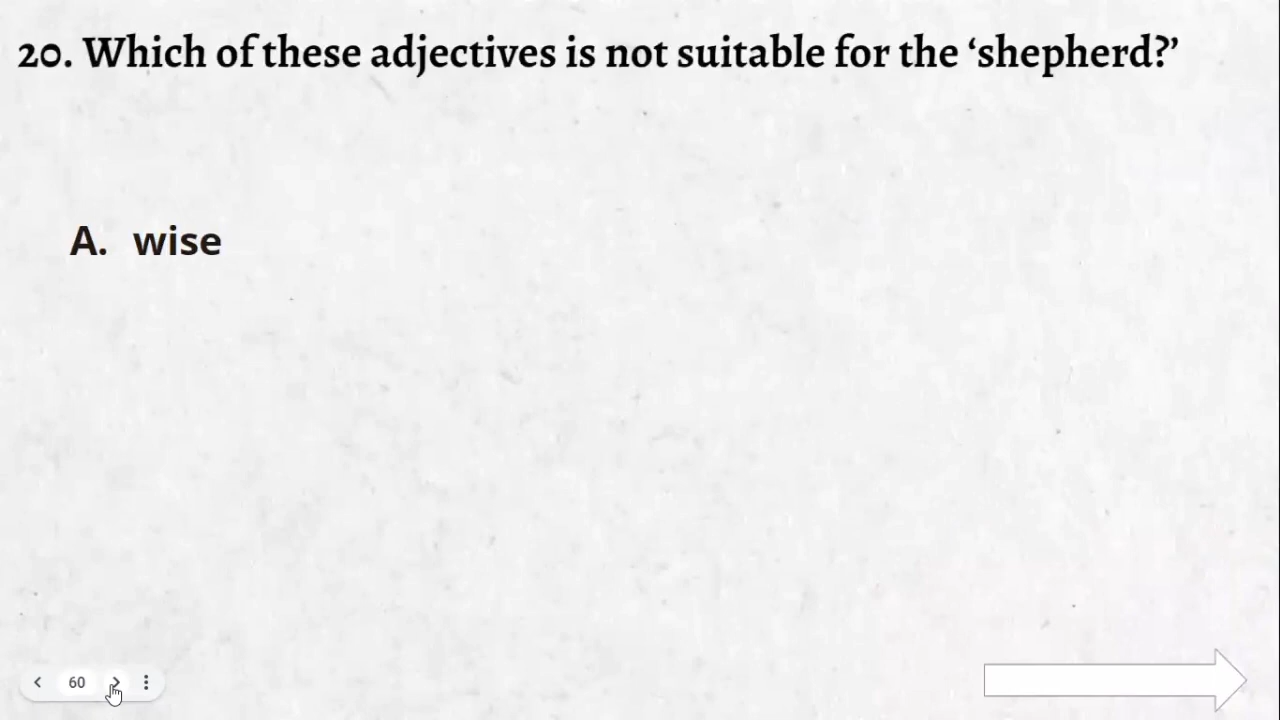 20. Which of these adjectives is not suitable for the ‘shepherd?’
A. wise
60